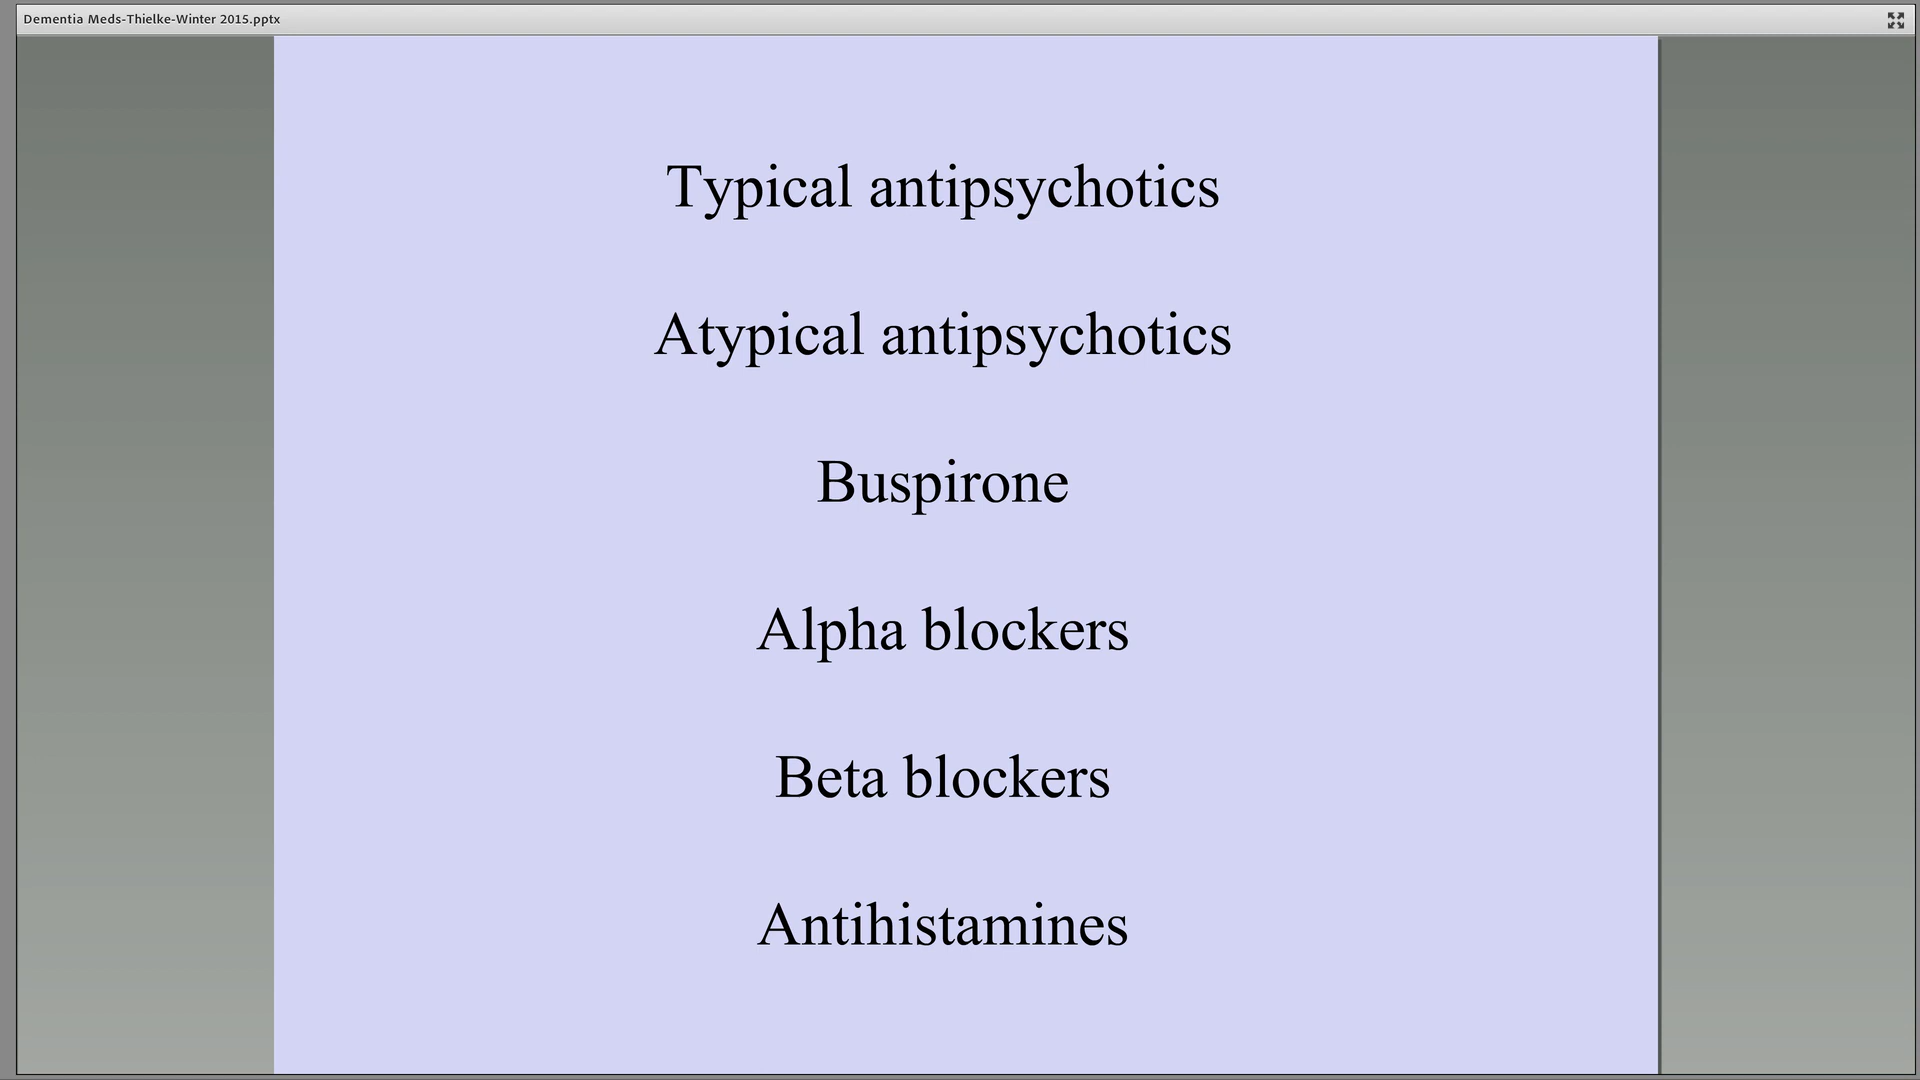 Dementia Meds-Thielke-Winter 2015.pptx
Typical antipsychotics
Atypical antipsychotics
Buspirone
Alpha blockers
Beta blockers
Antihistamines